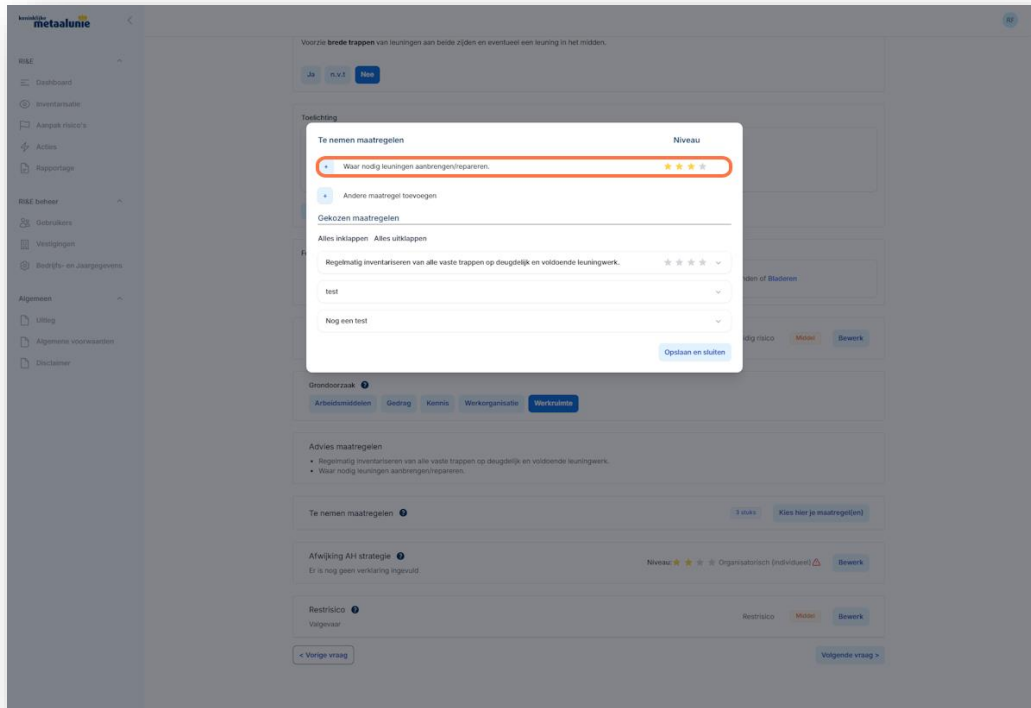 koninklijke
metaalunie
BF
RI&E
Dashboard
Inventarisatie
Aanpak risico's
Acties
Rapportage
RI&E beheer
Gebruikers
Vestigingen
Bedrijfs- en Jaargegevens
Algemeen
Uitleg
Algemene voorwaarden
Disclaimer
Voorzie brede trappen van leuningen aan beide zijden en eventueel een leuning in het midden.
Ja n.v.t Nee
Toelichting
Te nemen maatregelen Niveau
+ Waar nodig leuningen aanbrengen/repareren.
+ Andere maatregel toevoegen
Gekozen maatregelen
Alles inklappen Alles uitklappen
Regelmatig inventariseren van alle vaste trappen op deugdelijk en voldoende leuningwerk.
nden of Bladeren
test
Nog een test
dig risico Midden Bewerk
Opslaan en sluiten
Grondoorzaak ?
Arbeidsmiddelen Gedrag Kennis Werkorganisatie Werkruimte
Advies maatregelen
• Regelmatig inventariseren van alle vaste trappen op deugdelijk en voldoende leuningwerk.
• Waar nodig leuningen aanbrengen/repareren.
Te nemen maatregelen ? 3 stuks Kies hier je maatregel(en)
Afwijking AH strategie ? Niveau: Organisatorisch (individueel) Bewerk
Er is nog geen verklaring ingevuld
Restrisico ? Restrisico Midden Bewerk
Valgevaar
< Vorige vraag Volgende vraag >